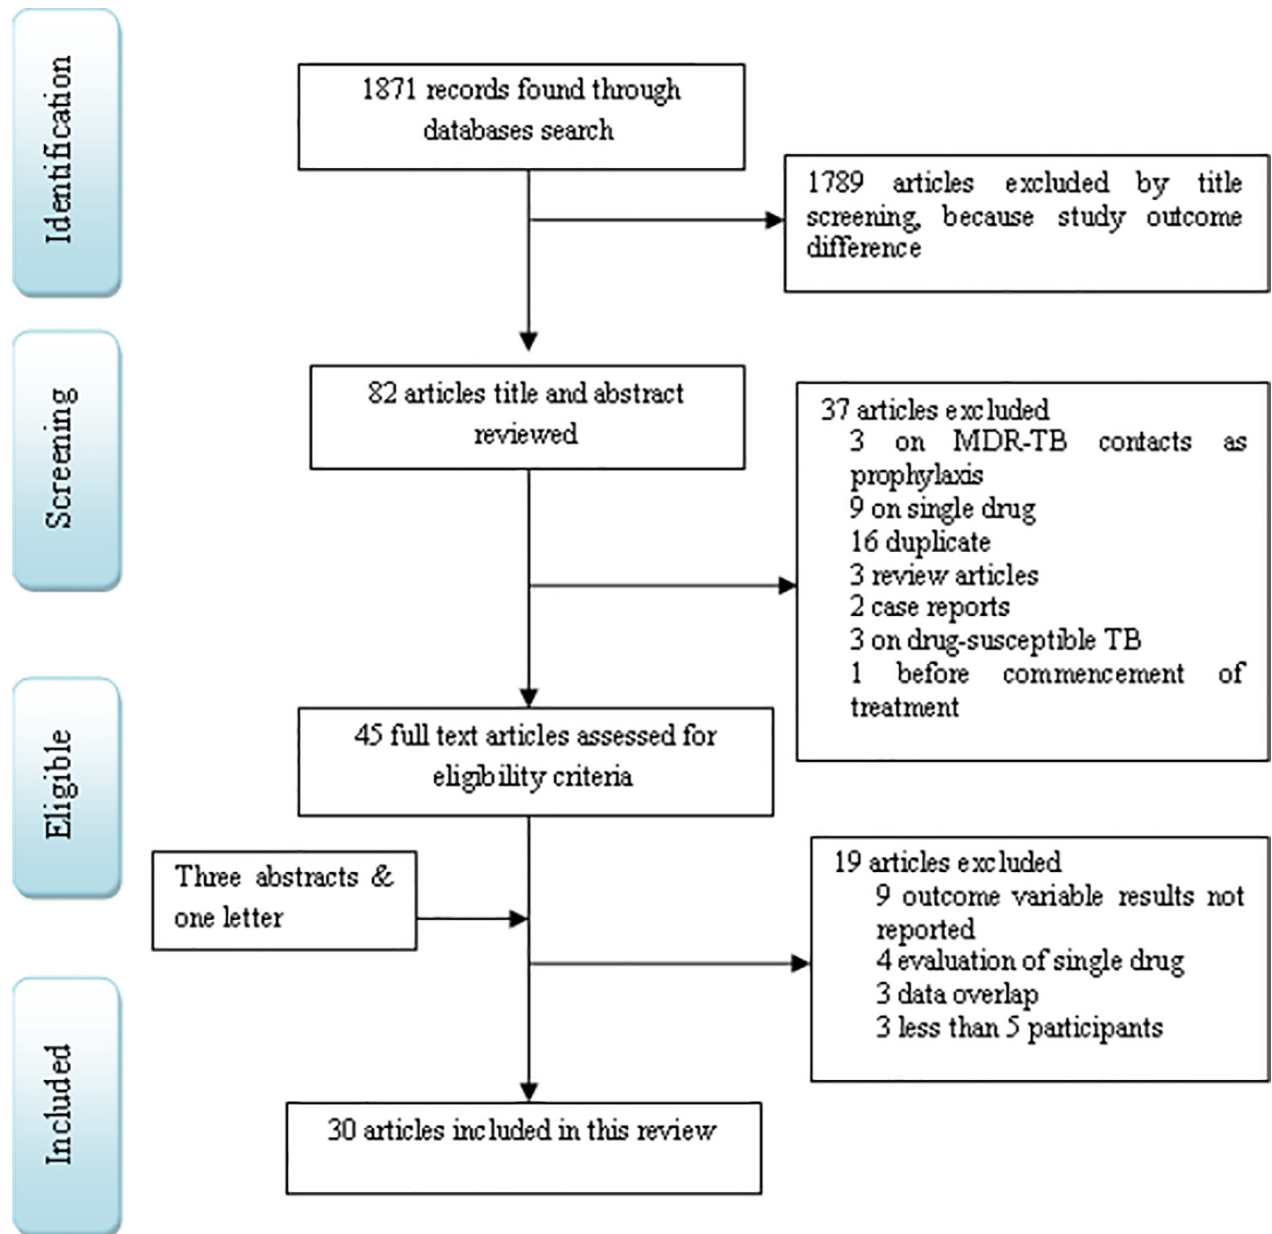 Identification
1871 records found through
databases search
1789 articles excluded by title
screening, because study outcome
difference
Screening
82 articles title and abstract
reviewed
37 articles excluded
3 on MDR-TB contacts as
prophylaxis
9 on single drug
16 duplicate
3 review articles
2 case reports
3 on drug-susceptible TB
1 before commencement of
treatment
Eligible
45 full text articles assessed for
eligibility criteria
Three abstracts &
one letter
19 articles excluded
9 outcome variable results not
reported
4 evaluation of single drug
3 data overlap
3 less than 5 participants
Included
30 articles included in this review